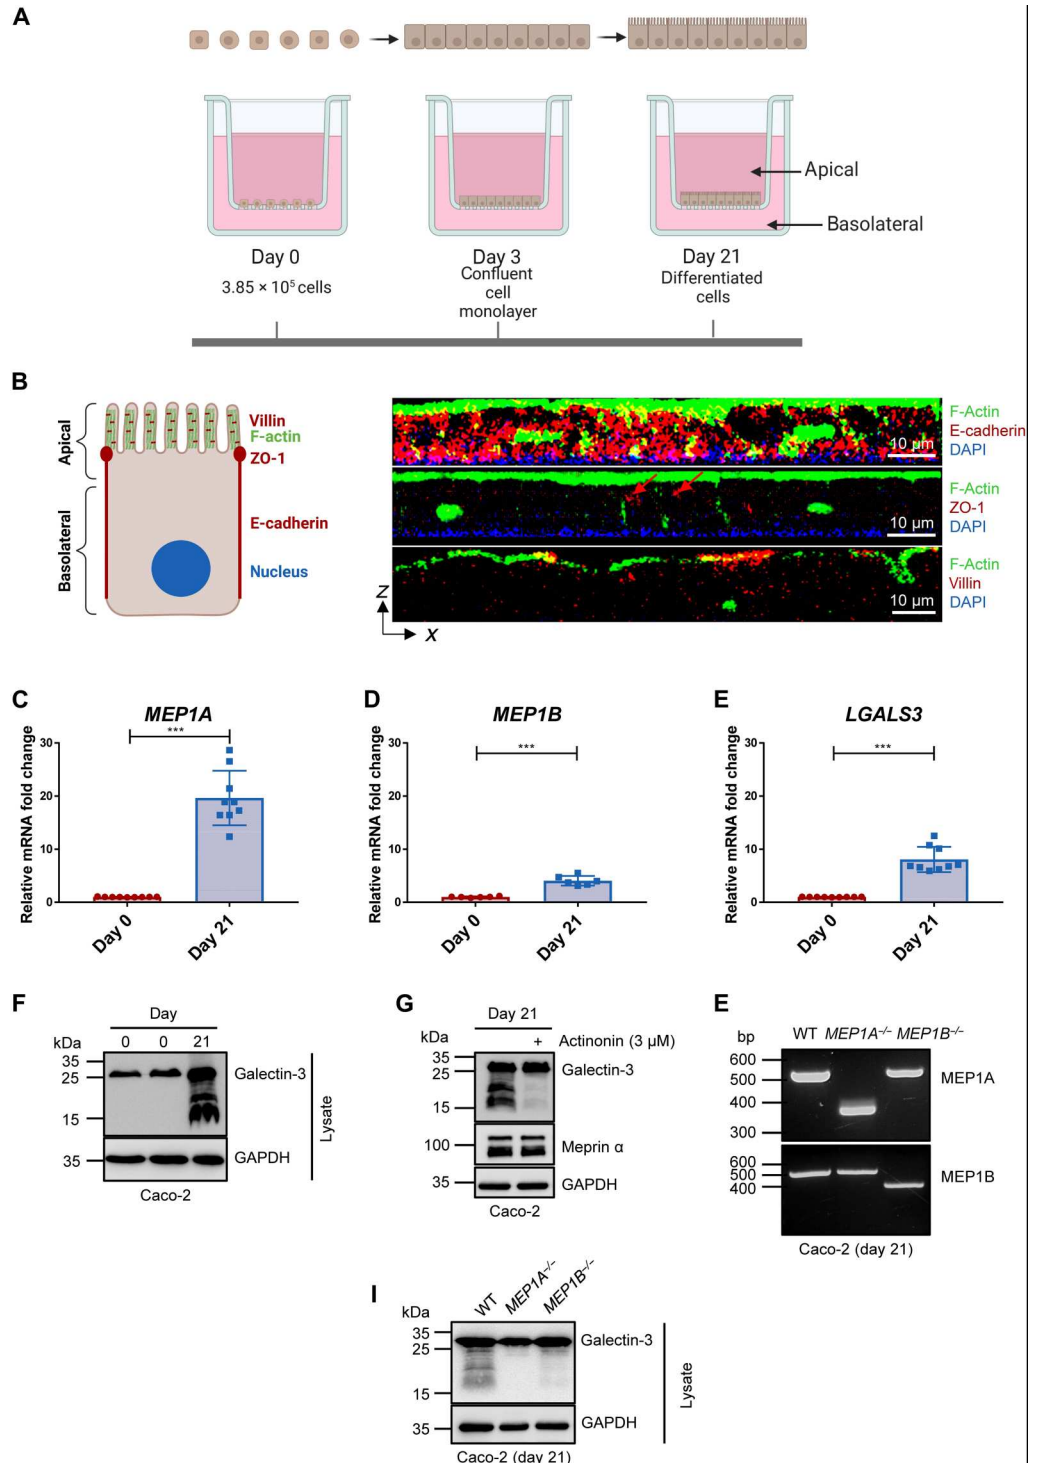 A
Apical
Basolateral
Day 0
3.85 × 10⁵ cells
Day 3
Confluent
cell
monolayer
Day 21
Differentiated
cells
B
Apical
Basolateral
Villin
F-actin
ZO-1
E-cadherin
Nucleus
F-Actin
E-cadherin
DAPI
10 µm
F-Actin
ZO-1
DAPI
10 µm
F-Actin
Villin
DAPI
10 µm
Z
X
C
MEP1A
***
Relative mRNA fold change
30
20
10
0
Day 0
Day 21
D
MEP1B
***
Relative mRNA fold change
30
20
10
0
Day 0
Day 21
E
LGALS3
***
Relative mRNA fold change
30
20
10
0
Day 0
Day 21
F
Day
kDa
0 0 21
35
25
15
35
Galectin-3
GAPDH
Lysate
Caco-2
G
Day 21
kDa
+ Actinonin (3 µM)
35
25
15
100
35
Galectin-3
Meprin α
GAPDH
Caco-2
E
bp
WT MEP1A⁻/⁻ MEP1B⁻/⁻
600
500
400
300
600
500
400
MEP1A
MEP1B
Caco-2 (day 21)
I
kDa
WT
MEP1A⁻/⁻
MEP1B⁻/⁻
35
25
15
35
Galectin-3
GAPDH
Lysate
Caco-2 (day 21)